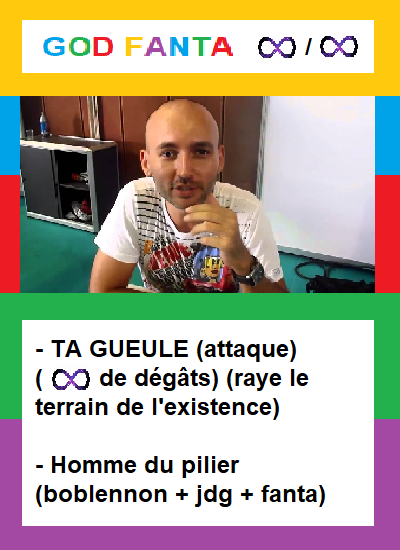 GOD FANTA ∞ / ∞
- TA GUEULE (attaque)
( ∞ de dégâts) (raye le
terrain de l'existence)
- Homme du pilier
(boblennon + jdg + fanta)